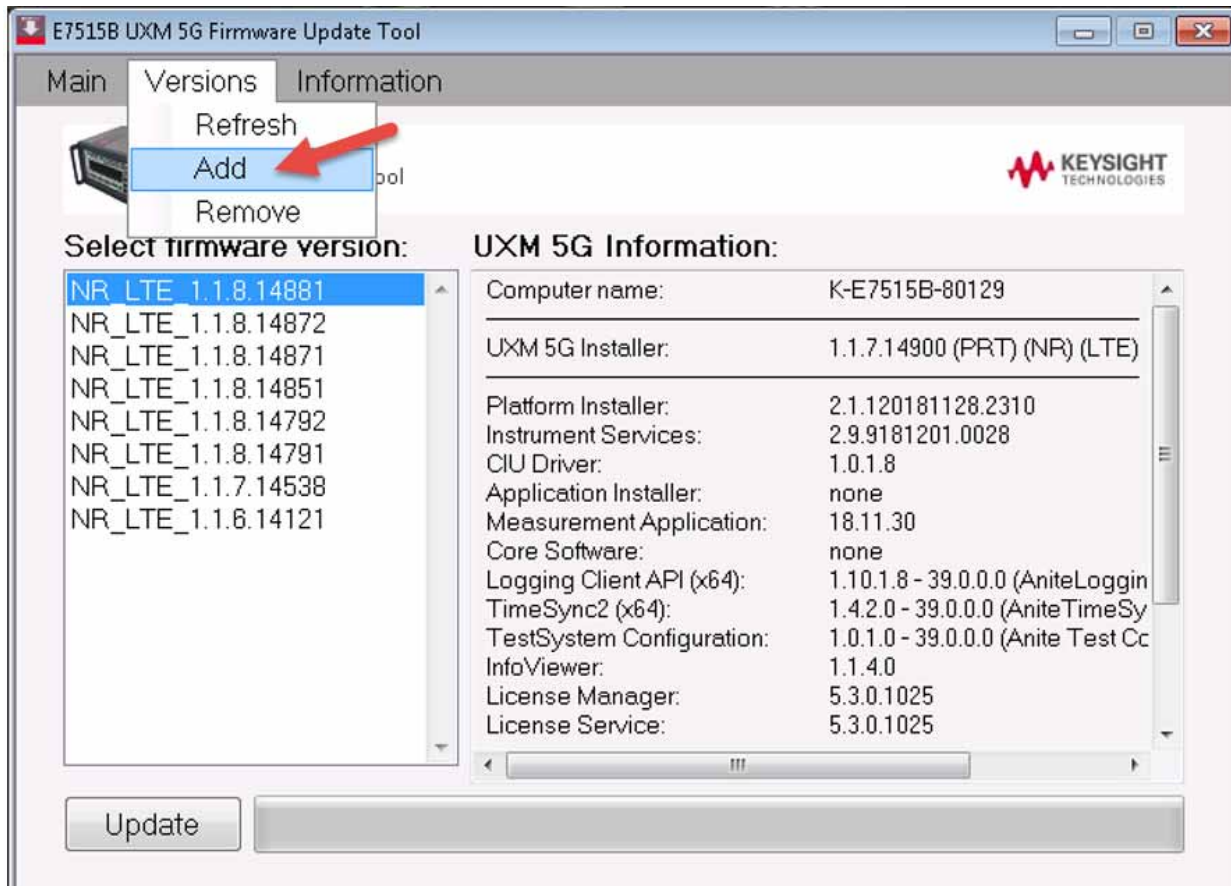 E7515B UXM 5G Firmware Update Tool
Main Versions Information
Refresh
Add
Remove
KEYSIGHT
TECHNOLOGIES
Select firmware version:
NR_LTE_1.1.8.14881
NR_LTE_1.1.8.14872
NR_LTE_1.1.8.14871
NR_LTE_1.1.8.14851
NR_LTE_1.1.8.14792
NR_LTE_1.1.8.14791
NR_LTE_1.1.7.14538
NR_LTE_1.1.6.14121
UXM 5G Information:
Computer name: K-E7515B-80129
UXM 5G Installer: 1.1.7.14900 (PRT) (NR) (LTE)
Platform Installer: 2.1.120181128.2310
Instrument Services: 2.9.9181201.0028
CIU Driver: 1.0.1.8
Application Installer: none
Measurement Application: 18.11.30
Core Software: none
Logging Client API (x64): 1.10.1.8 - 39.0.0.0 (AniteLoggin
TimeSync2 (x64): 1.4.2.0 - 39.0.0.0 (AniteTimeSy
TestSystem Configuration: 1.0.1.0 - 39.0.0.0 (Anite Test Cc
InfoViewer: 1.1.4.0
License Manager: 5.3.0.1025
License Service: 5.3.0.1025
Update